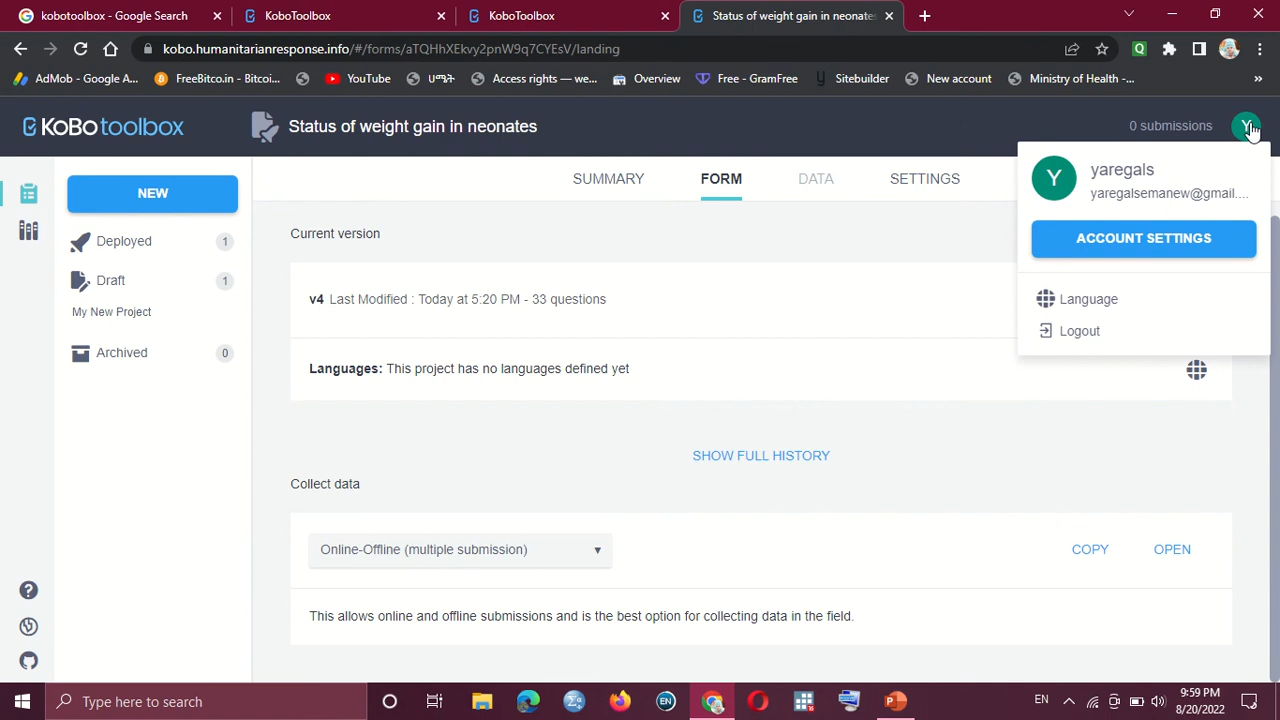 kobotoolbox - Google Search
KoboToolbox
KoboToolbox
Status of weight gain in neonates
kobo.humanitarianresponse.info/#/forms/aTQHhXEkvy2pnW9q7CYEsV/landing
AdMob - Google A...
FreeBitco.in - Bitcoi...
YouTube
ህማት
Access rights — we...
Overview
Free - GramFree
Sitebuilder
New account
Ministry of Health -...
»
KoBo toolbox
Status of weight gain in neonates
0 submissions
Y
Y
yaregals
yaregalsemanew@gmail....
ACCOUNT SETTINGS
Language
Logout
NEW
Deployed
1
Draft
1
My New Project
Archived
0
SUMMARY
FORM
DATA
SETTINGS
Current version
v4 Last Modified : Today at 5:20 PM - 33 questions
Languages: This project has no languages defined yet
SHOW FULL HISTORY
Collect data
Online-Offline (multiple submission)
COPY
OPEN
This allows online and offline submissions and is the best option for collecting data in the field.
Type here to search
EN
EN
9:59 PM
8/20/2022